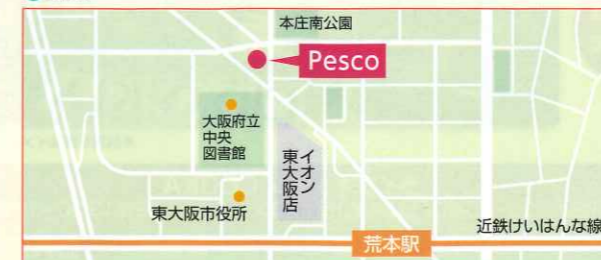 本庄南公園
Pesco
大阪府立
中央
図書館
イオン
東大阪店
東大阪市役所
近鉄けいはんな線
荒本駅